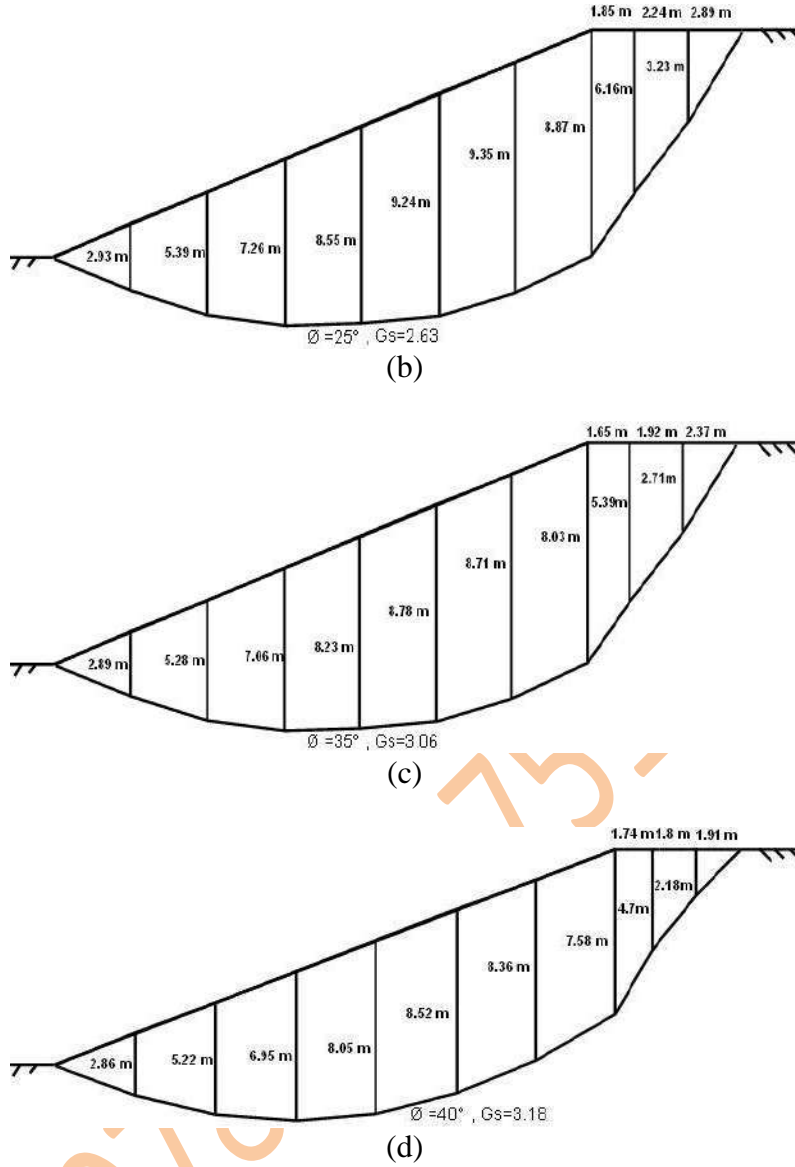 1.85 m 2.24 m 2.89 m
3.23 m
6.16m
8.87 m
9.35 m
9.24 m
8.55 m
7.26 m
5.39 m
2.93 m
Ø =25° , Gs=2.63
(b)
1.65 m 1.92 m 2.37 m
2.71m
5.39m
8.03 m
8.71 m
8.78 m
8.23 m
7.06 m
5.28 m
2.89 m
Ø =35° , Gs=3.06
(c)
1.74 m 1.8 m 1.91 m
2.18m
4.7m
7.58 m
8.36 m
8.52 m
8.05 m
6.95 m
5.22 m
2.86 m
Ø =40° , Gs=3.18
(d)